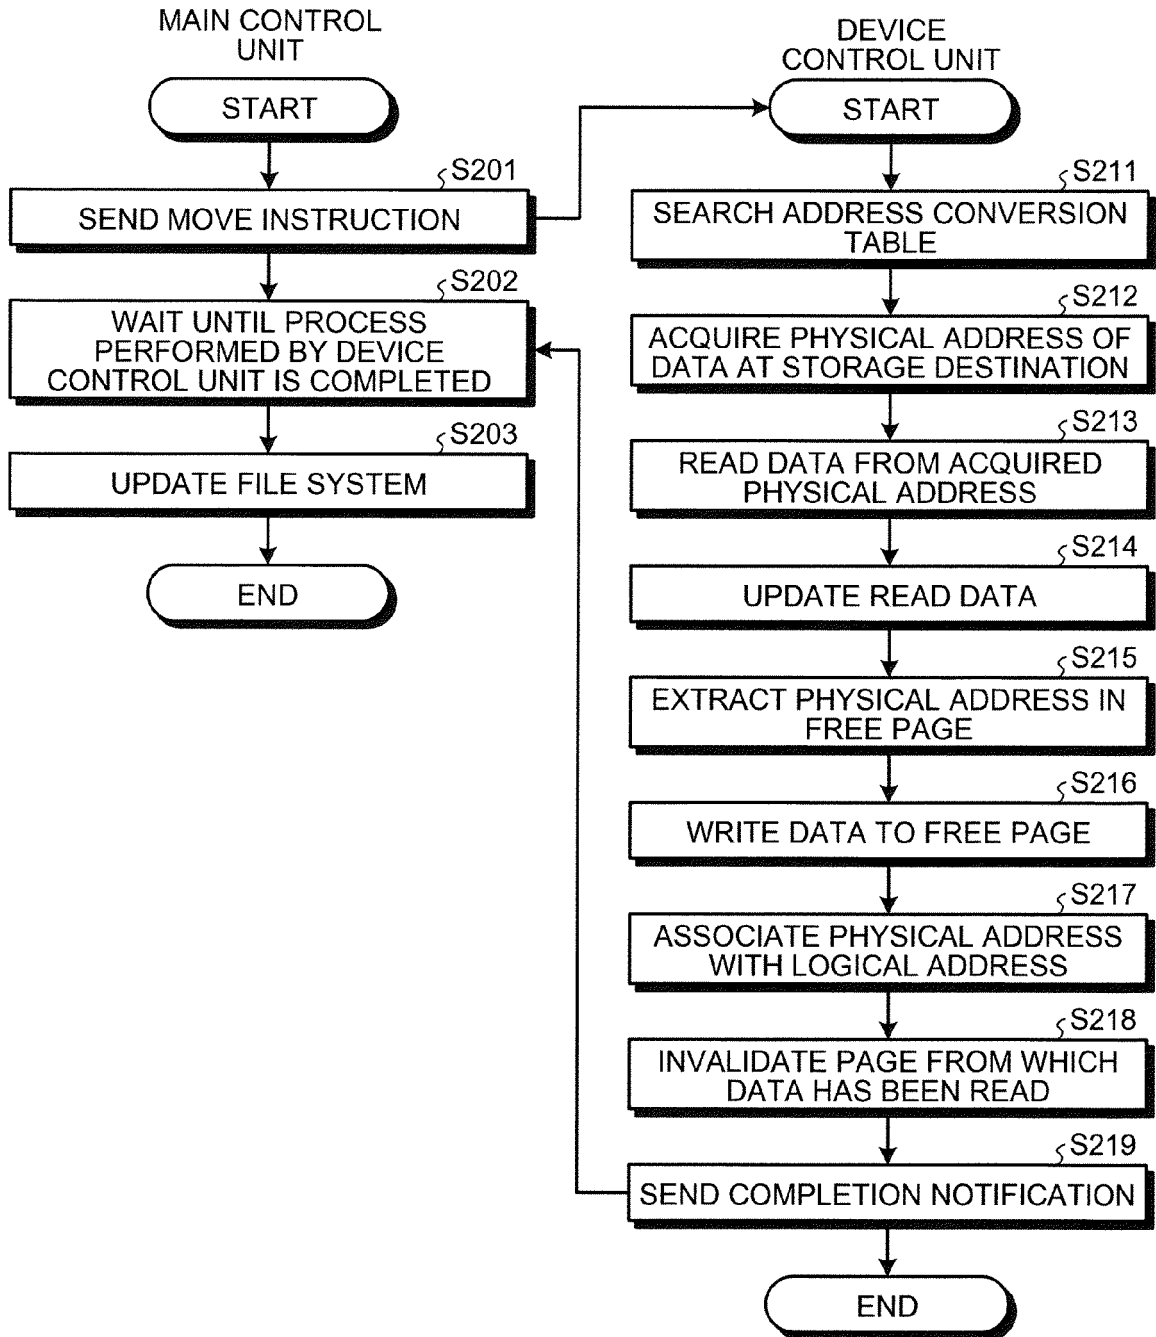 MAIN CONTROL
UNIT
START
S201
SEND MOVE INSTRUCTION
S202
WAIT UNTIL PROCESS
PERFORMED BY DEVICE
CONTROL UNIT IS COMPLETED
S203
UPDATE FILE SYSTEM
END
DEVICE
CONTROL UNIT
START
S211
SEARCH ADDRESS CONVERSION
TABLE
S212
ACQUIRE PHYSICAL ADDRESS OF
DATA AT STORAGE DESTINATION
S213
READ DATA FROM ACQUIRED
PHYSICAL ADDRESS
S214
UPDATE READ DATA
S215
EXTRACT PHYSICAL ADDRESS IN
FREE PAGE
S216
WRITE DATA TO FREE PAGE
S217
ASSOCIATE PHYSICAL ADDRESS
WITH LOGICAL ADDRESS
S218
INVALIDATE PAGE FROM WHICH
DATA HAS BEEN READ
S219
SEND COMPLETION NOTIFICATION
END